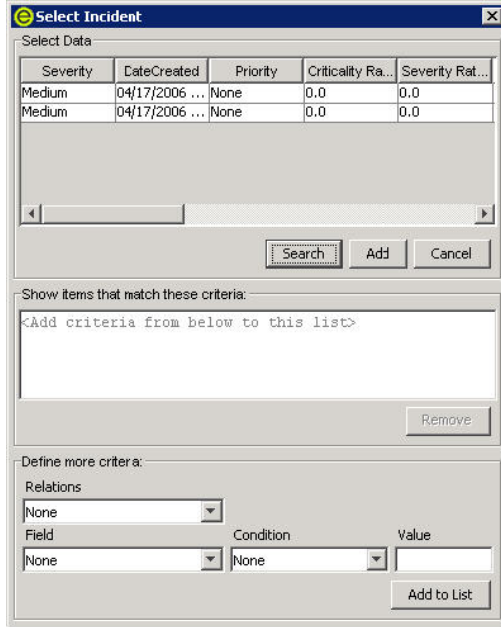 Select Incident
Select Data
Severity DateCreated Priority Criticality Ra... Severity Rat...
Medium 04/17/2006 ... None 0.0 0.0
Medium 04/17/2006 ... None 0.0 0.0
Search Add Cancel
Show items that match these criteria:
<Add criteria from below to this list>
Remove
Define more criteria:
Relations
None
Field Condition Value
None None
Add to List